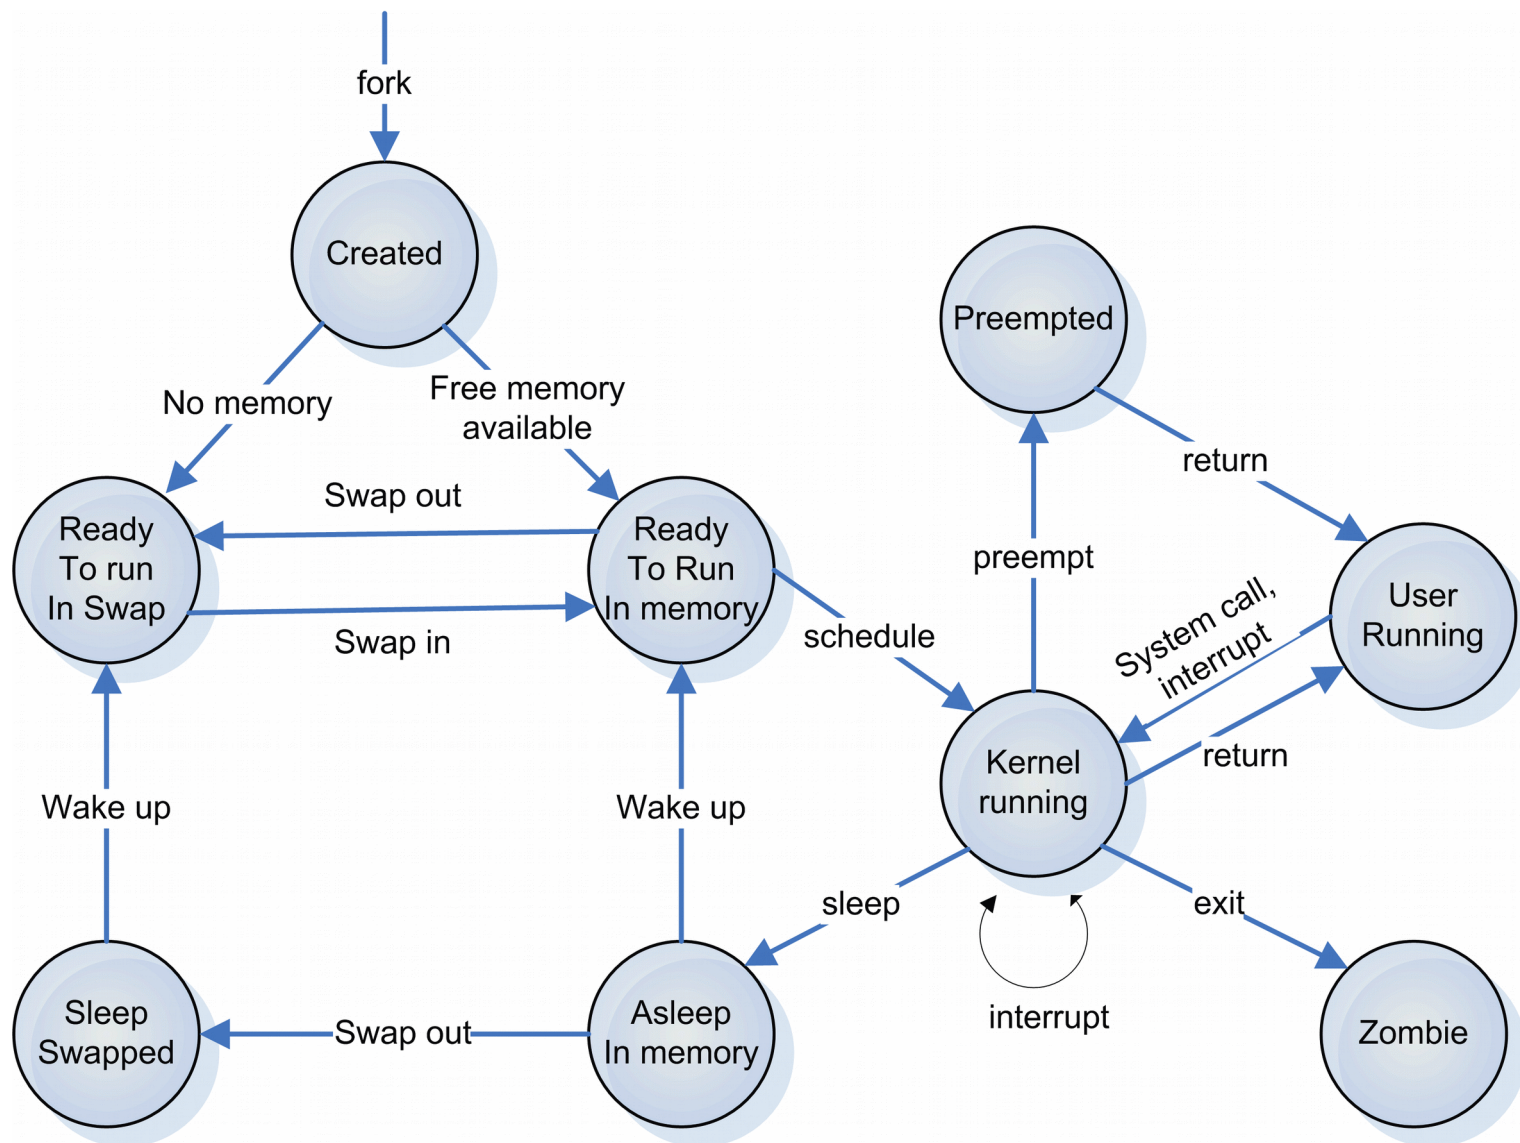 fork
Created
Preempted
No memory
Free memory
available
return
Swap out
Ready
To run
In Swap
Ready
To Run
In memory
preempt
User
Running
System call,
interrupt
Swap in
schedule
return
Kernel
running
Wake up
Wake up
sleep
exit
Sleep
Swapped
Swap out
Asleep
In memory
interrupt
Zombie